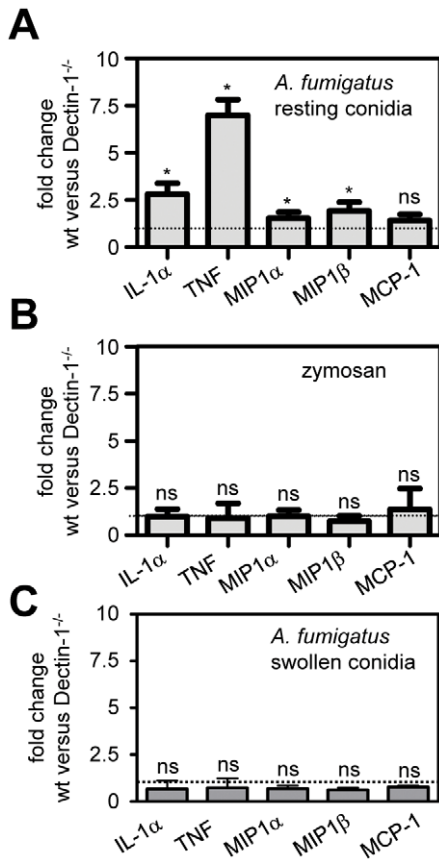 A
fold change
wt versus Dectin-1-/-
10
7.5
5
2.5
0
A. fumigatus
resting conidia
*
*
*
*
ns
IL-1α
TNF
MIP1α
MIP1β
MCP-1
B
fold change
wt versus Dectin-1-/-
10
7.5
5
2.5
0
zymosan
ns
ns
ns
ns
ns
IL-1α
TNF
MIP1α
MIP1β
MCP-1
C
fold change
wt versus Dectin-1-/-
10
7.5
5
2.5
0
A. fumigatus
swollen conidia
ns
ns
ns
ns
ns
IL-1α
TNF
MIP1α
MIP1β
MCP-1